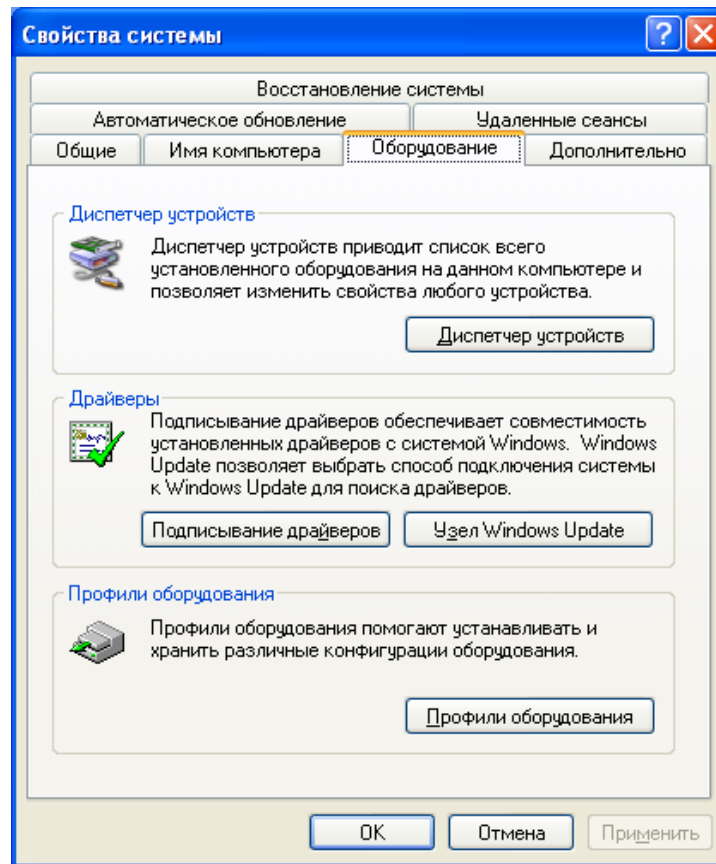 Свойства системы
Восстановление системы
Автоматическое обновление Удаленные сеансы
Общие Имя компьютера Оборудование Дополнительно
Диспетчер устройств
Диспетчер устройств приводит список всего
установленного оборудования на данном компьютере и
позволяет изменить свойства любого устройства.
Диспетчер устройств
Драйверы
Подписывание драйверов обеспечивает совместимость
установленных драйверов с системой Windows. Windows
Update позволяет выбрать способ подключения системы
к Windows Update для поиска драйверов.
Подписывание драйверов Узел Windows Update
Профили оборудования
Профили оборудования помогают устанавливать и
хранить различные конфигурации оборудования.
Профили оборудования
OK Отмена Применить